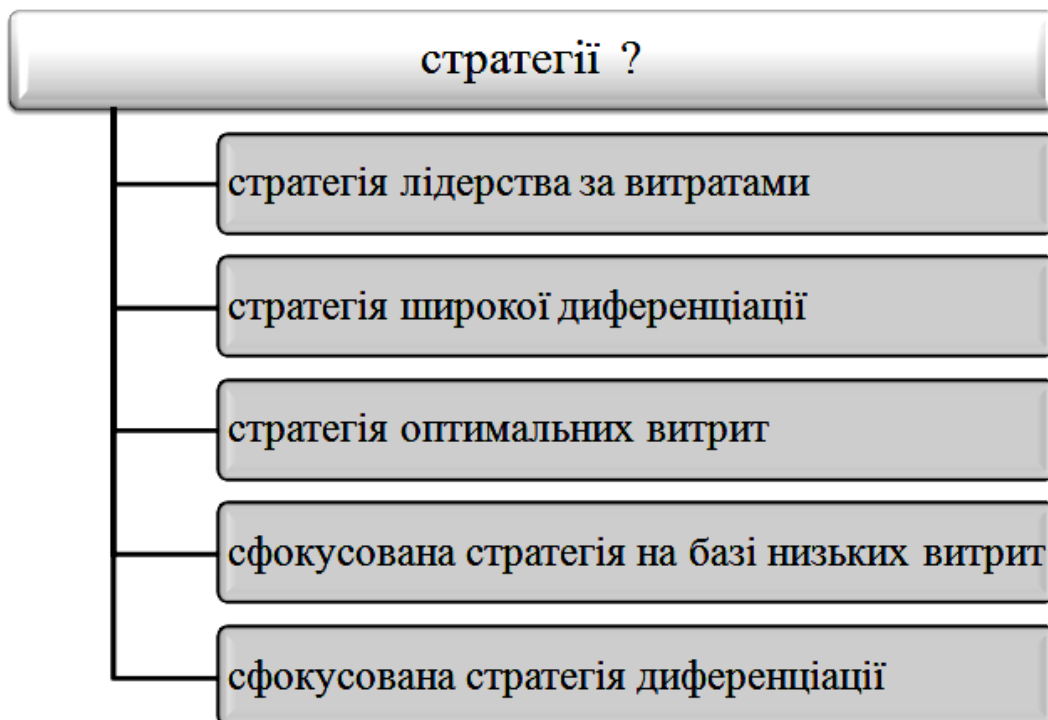 стратегії ?
стратегія лідерства за витратами
стратегія широкої диференціації
стратегія оптимальних витрит
сфокусована стратегія на базі низьких витрит
сфокусована стратегія диференціації